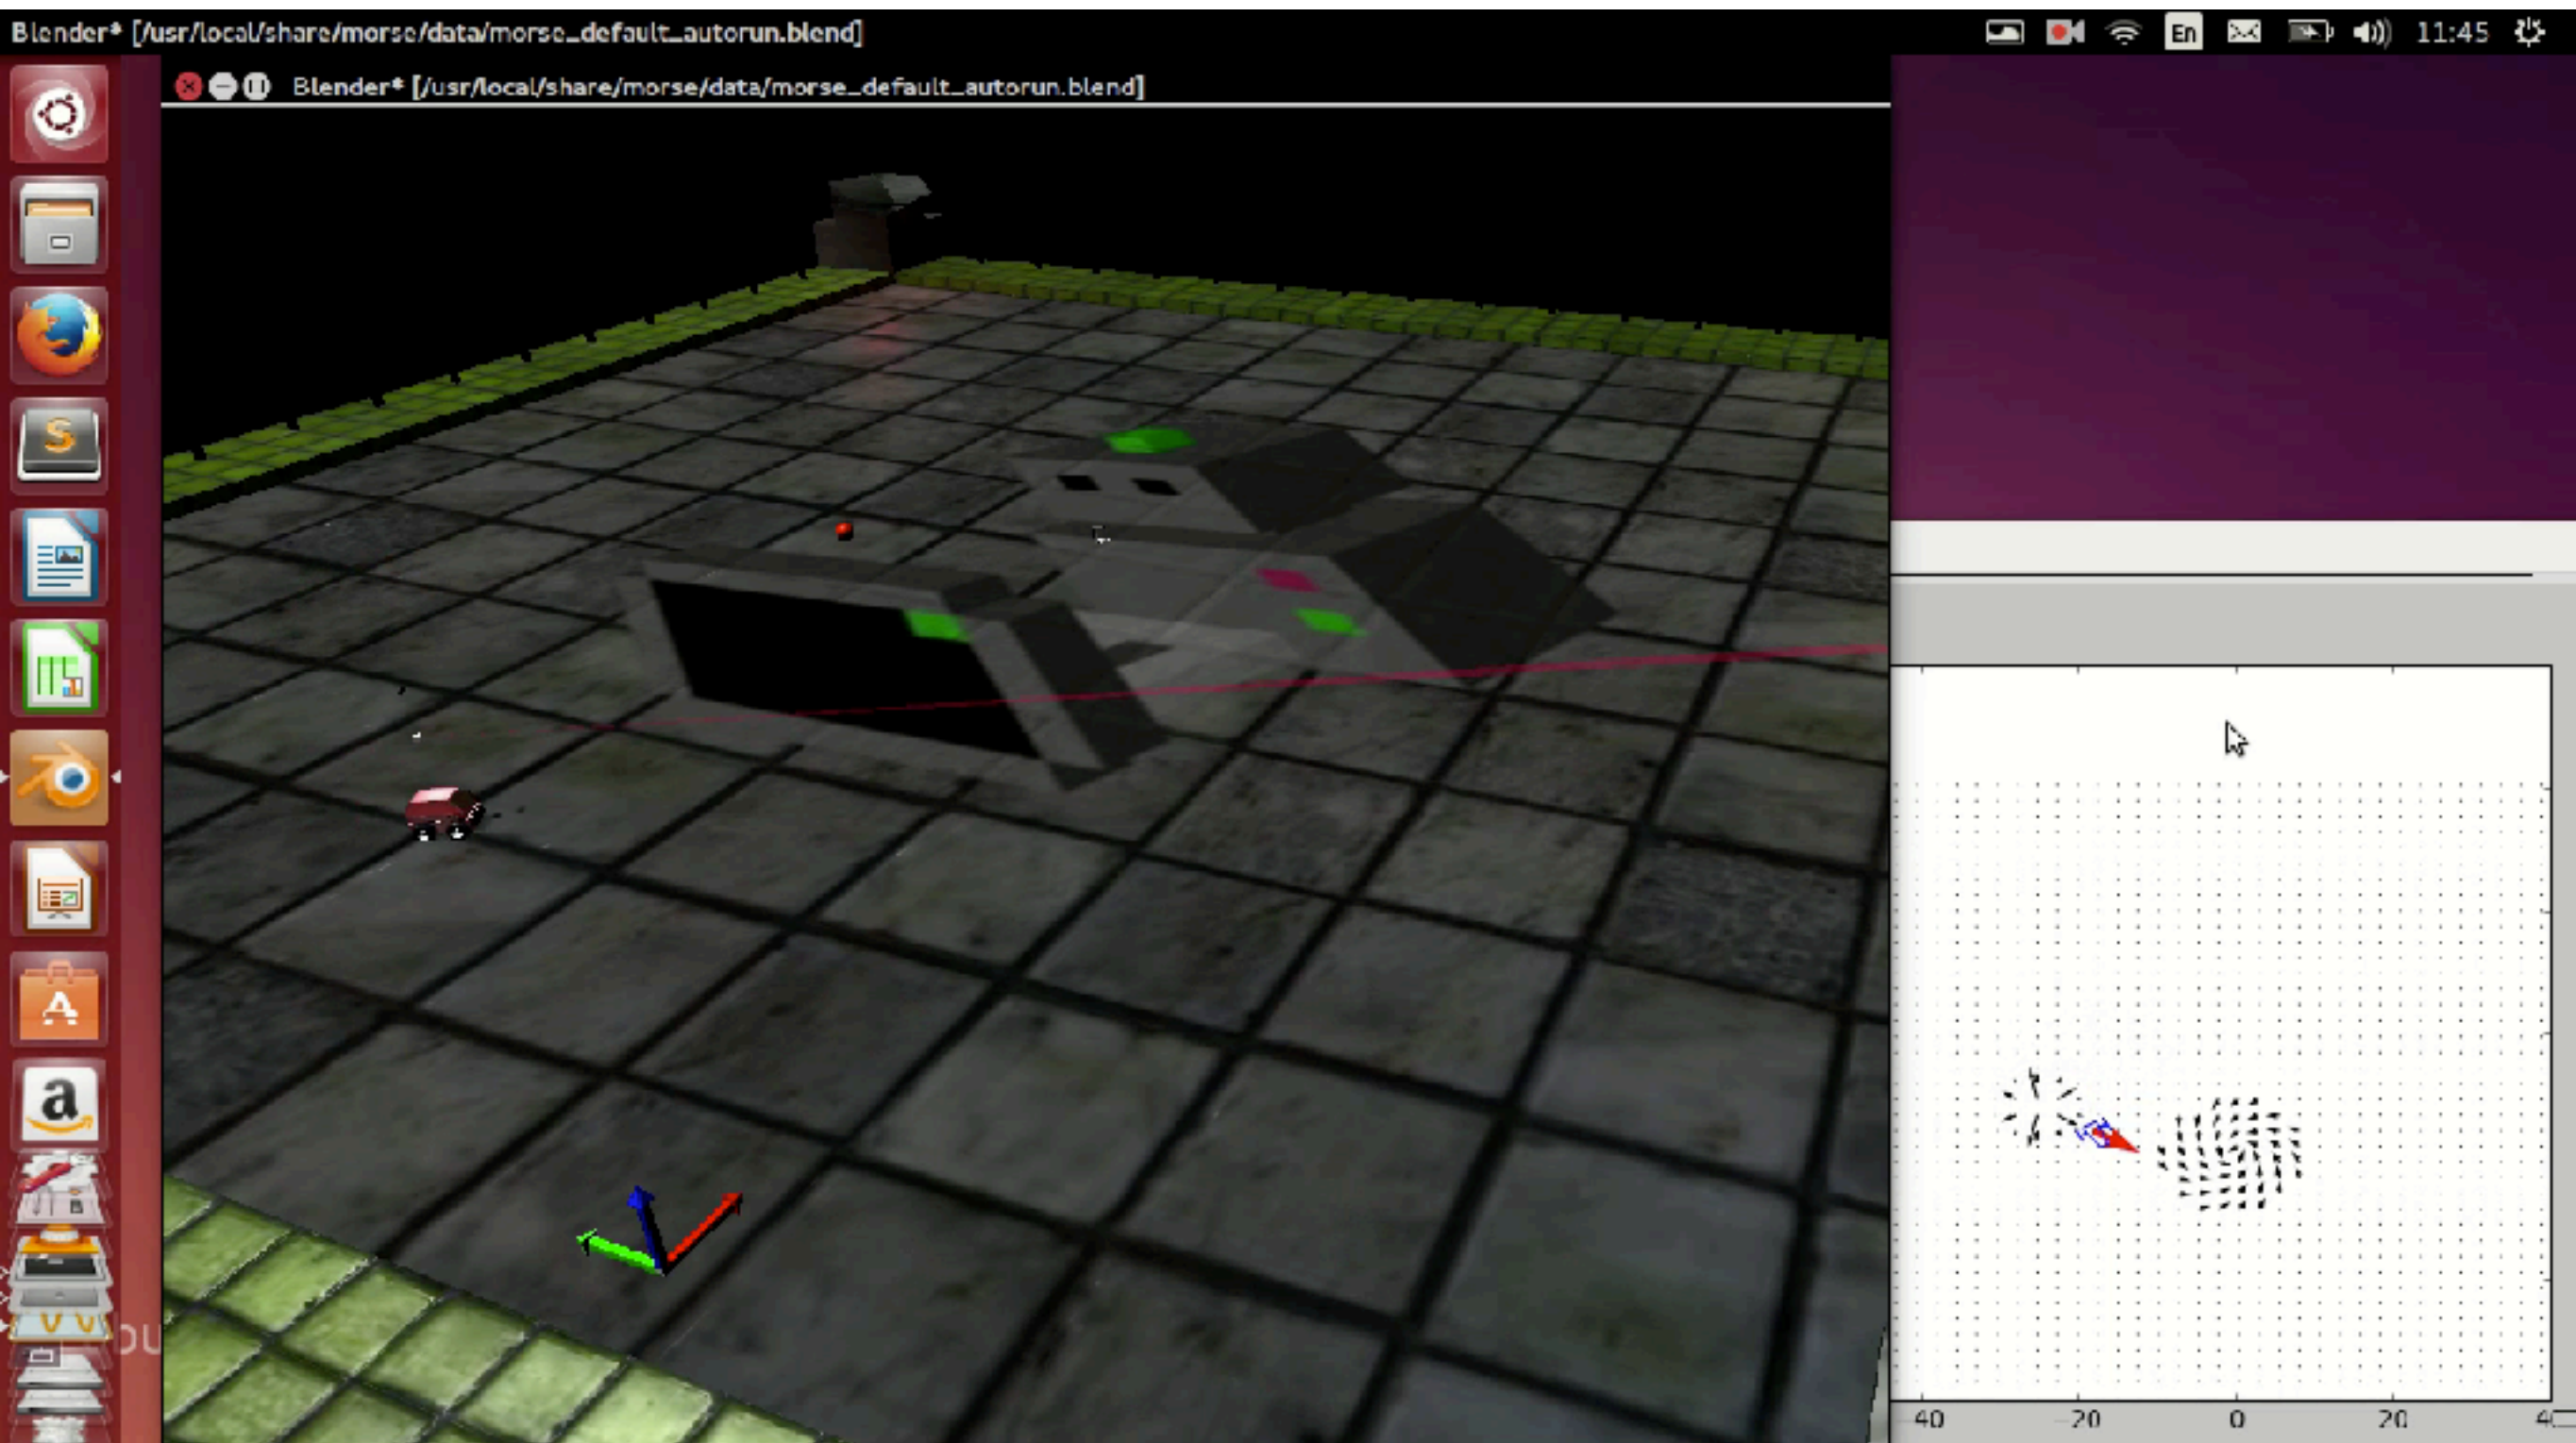 Blender* [/usr/local/share/morse/data/morse_default_autorun.blend]
En
11:45
Blender* [/usr/local/share/morse/data/morse_default_autorun.blend]
S
A
a
40 -20 0 20